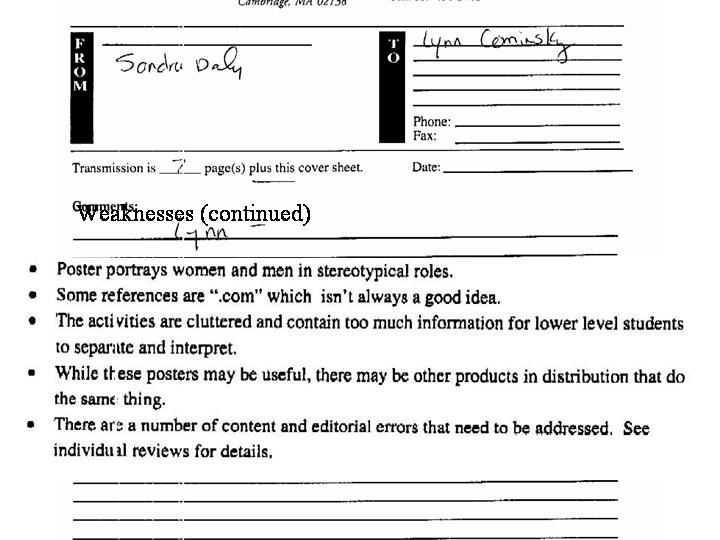 Cambridge, MA 02138
FROM
Sandra Daly
TO
Lynn Cominsky
Phone:
Fax:
Transmission is 7 page(s) plus this cover sheet.
Date:
Comments:
Weaknesses (continued)
Lynn –
• Poster portrays women and men in stereotypical roles.
• Some references are “.com” which isn’t always a good idea.
• The activities are cluttered and contain too much information for lower level students
to separate and interpret.
• While these posters may be useful, there may be other products in distribution that do
the same thing.
• There are a number of content and editorial errors that need to be addressed. See
individual reviews for details.